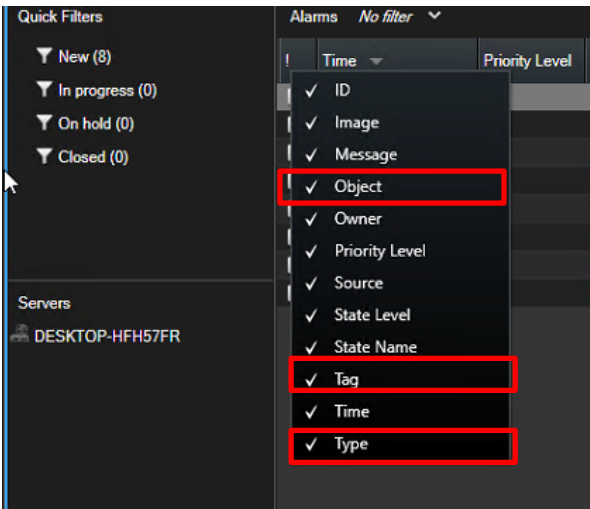 Quick Filters
New (8)
In progress (0)
On hold (0)
Closed (0)
Servers
DESKTOP-HFH57FR
Alarms No filter
! Time Priority Level
ID
Image
Message
Object
Owner
Priority Level
Source
State Level
State Name
Tag
Time
Type